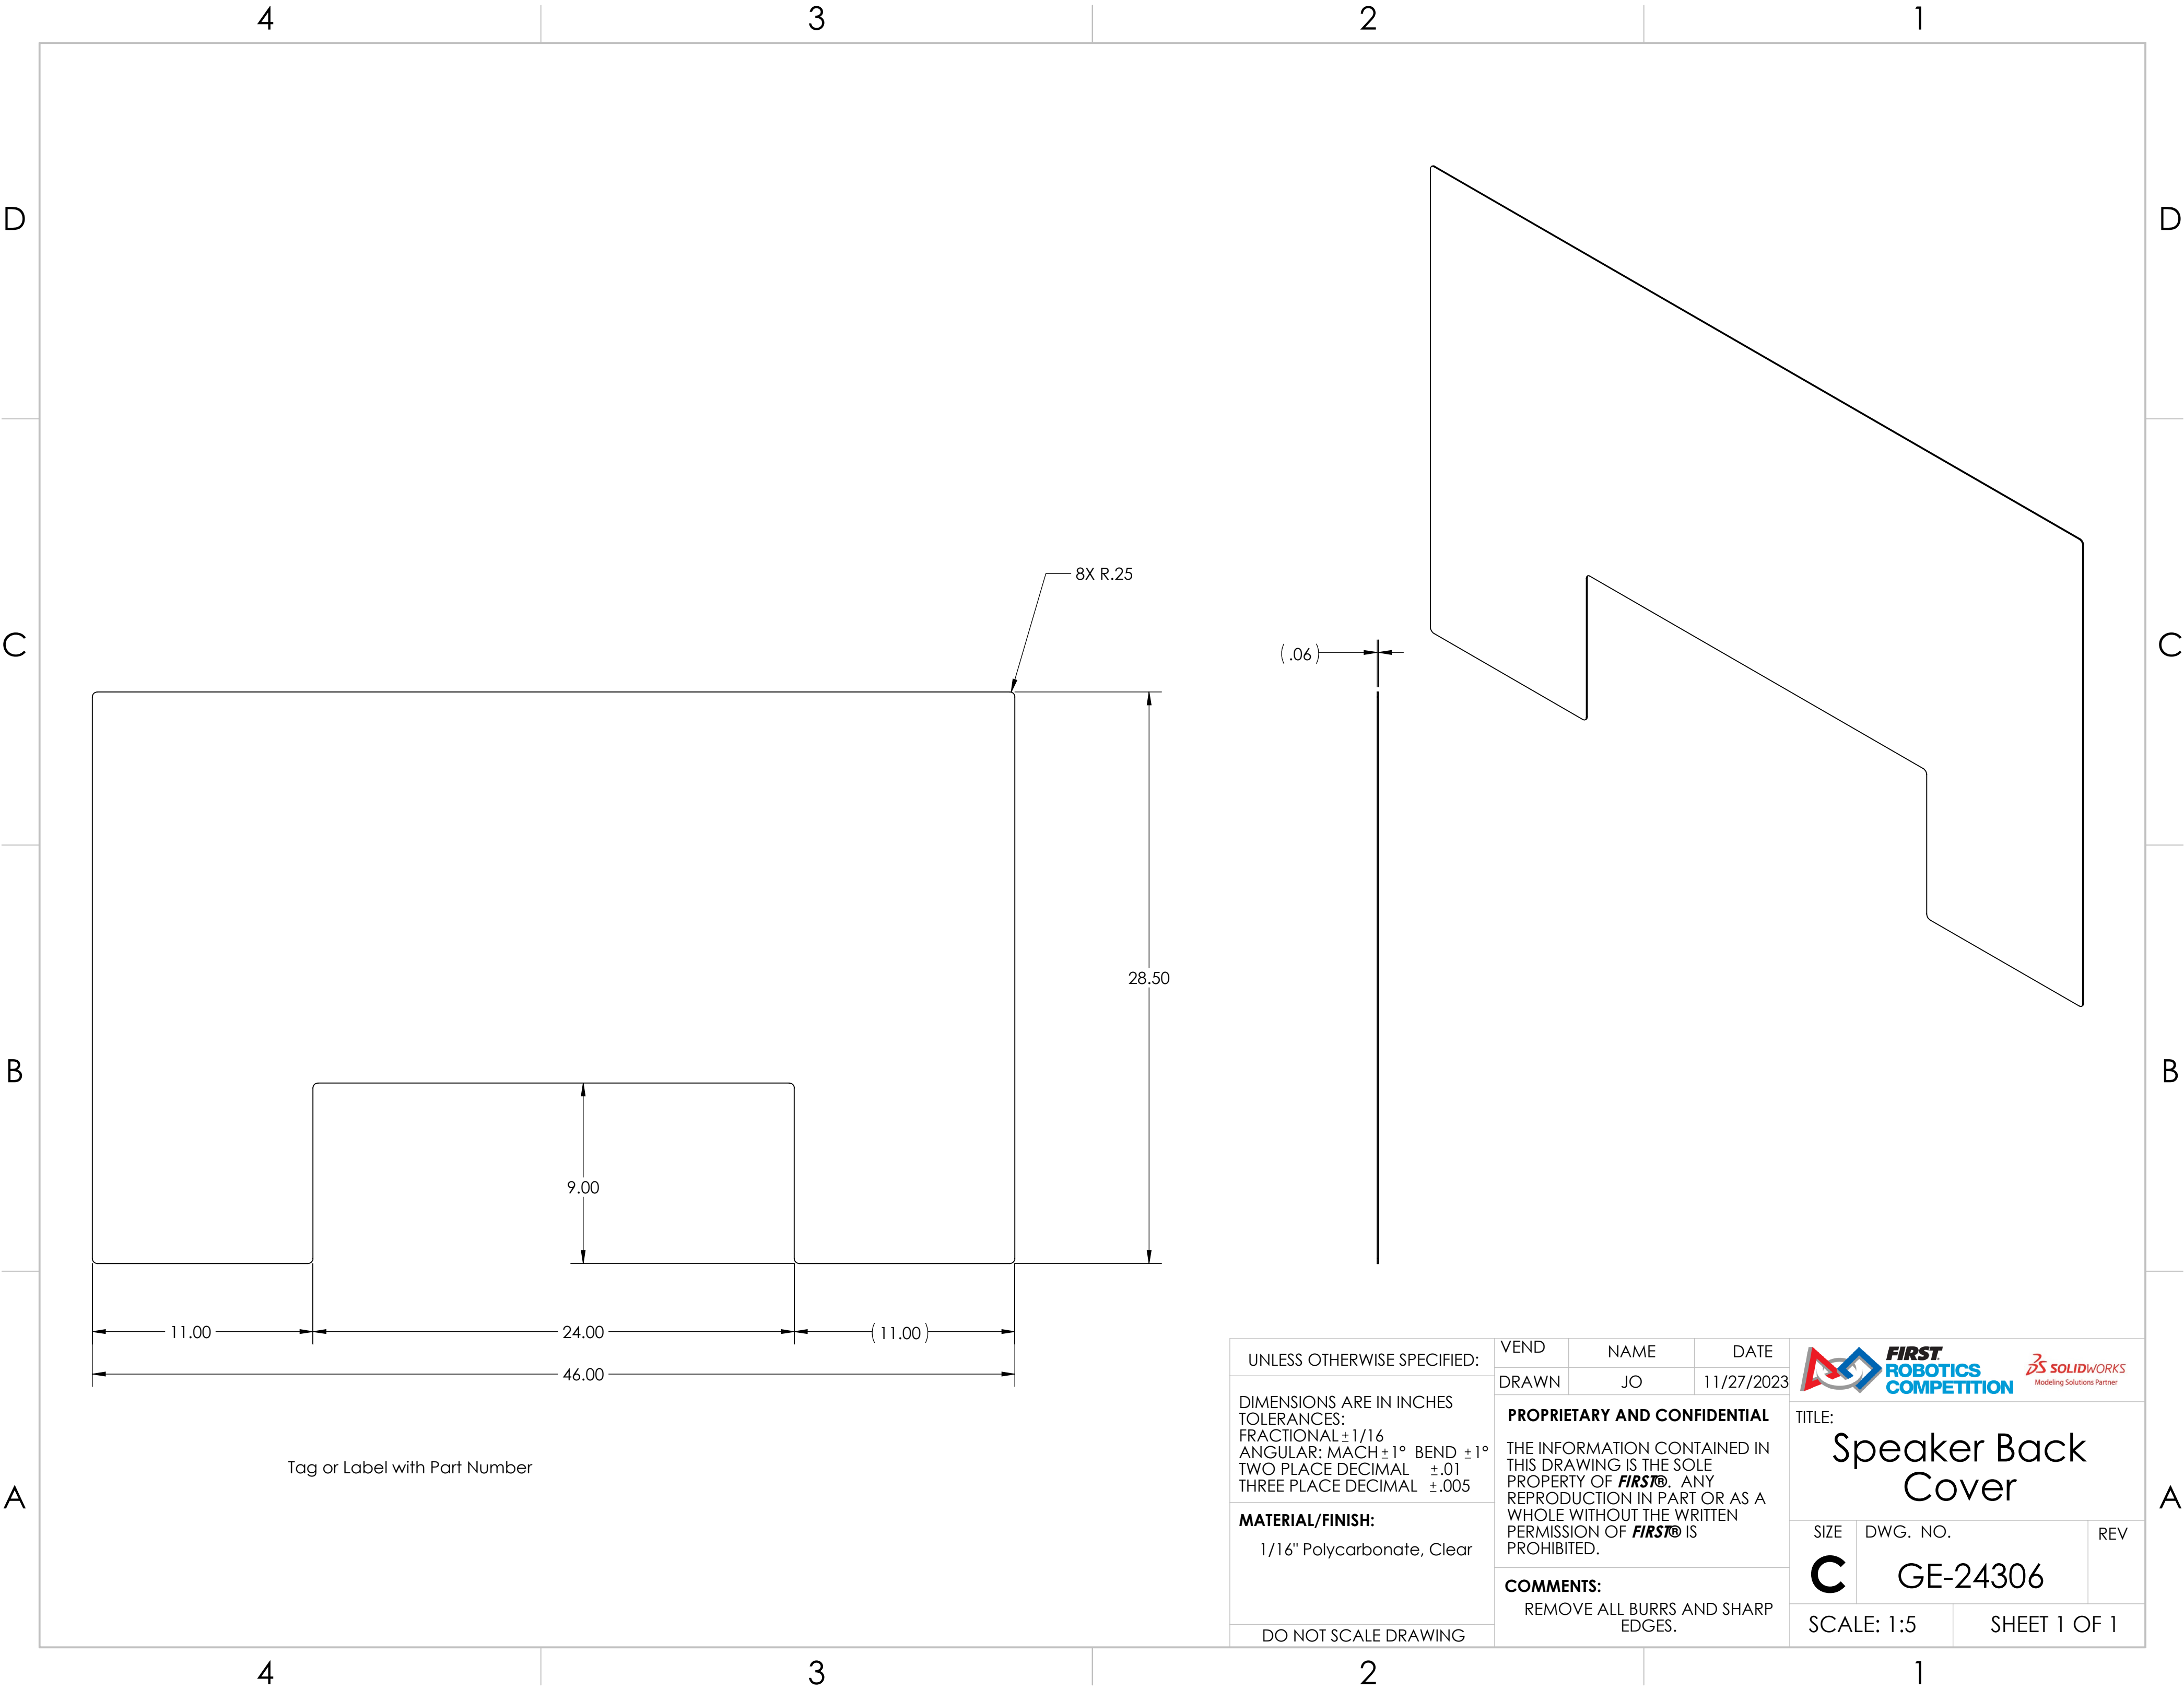 4 3 2 1
D D
8X R.25
C C
( .06 )
28.50
B B
9.00
11.00 24.00 ( 11.00 )
46.00
Tag or Label with Part Number
A A
UNLESS OTHERWISE SPECIFIED:
DIMENSIONS ARE IN INCHES
TOLERANCES:
FRACTIONAL ±1/16
ANGULAR: MACH ±1° BEND ±1°
TWO PLACE DECIMAL ±.01
THREE PLACE DECIMAL ±.005
MATERIAL/FINISH:
1/16" Polycarbonate, Clear
DO NOT SCALE DRAWING
VEND NAME DATE
DRAWN JO 11/27/2023
PROPRIETARY AND CONFIDENTIAL
THE INFORMATION CONTAINED IN
THIS DRAWING IS THE SOLE
PROPERTY OF FIRST®. ANY
REPRODUCTION IN PART OR AS A
WHOLE WITHOUT THE WRITTEN
PERMISSION OF FIRST® IS
PROHIBITED.
COMMENTS:
REMOVE ALL BURRS AND SHARP
EDGES.
FIRST
ROBOTICS
COMPETITION
SOLIDWORKS
Modeling Solutions Partner
TITLE:
Speaker Back
Cover
SIZE DWG. NO. REV
C GE-24306
SCALE: 1:5 SHEET 1 OF 1
4 3 2 1